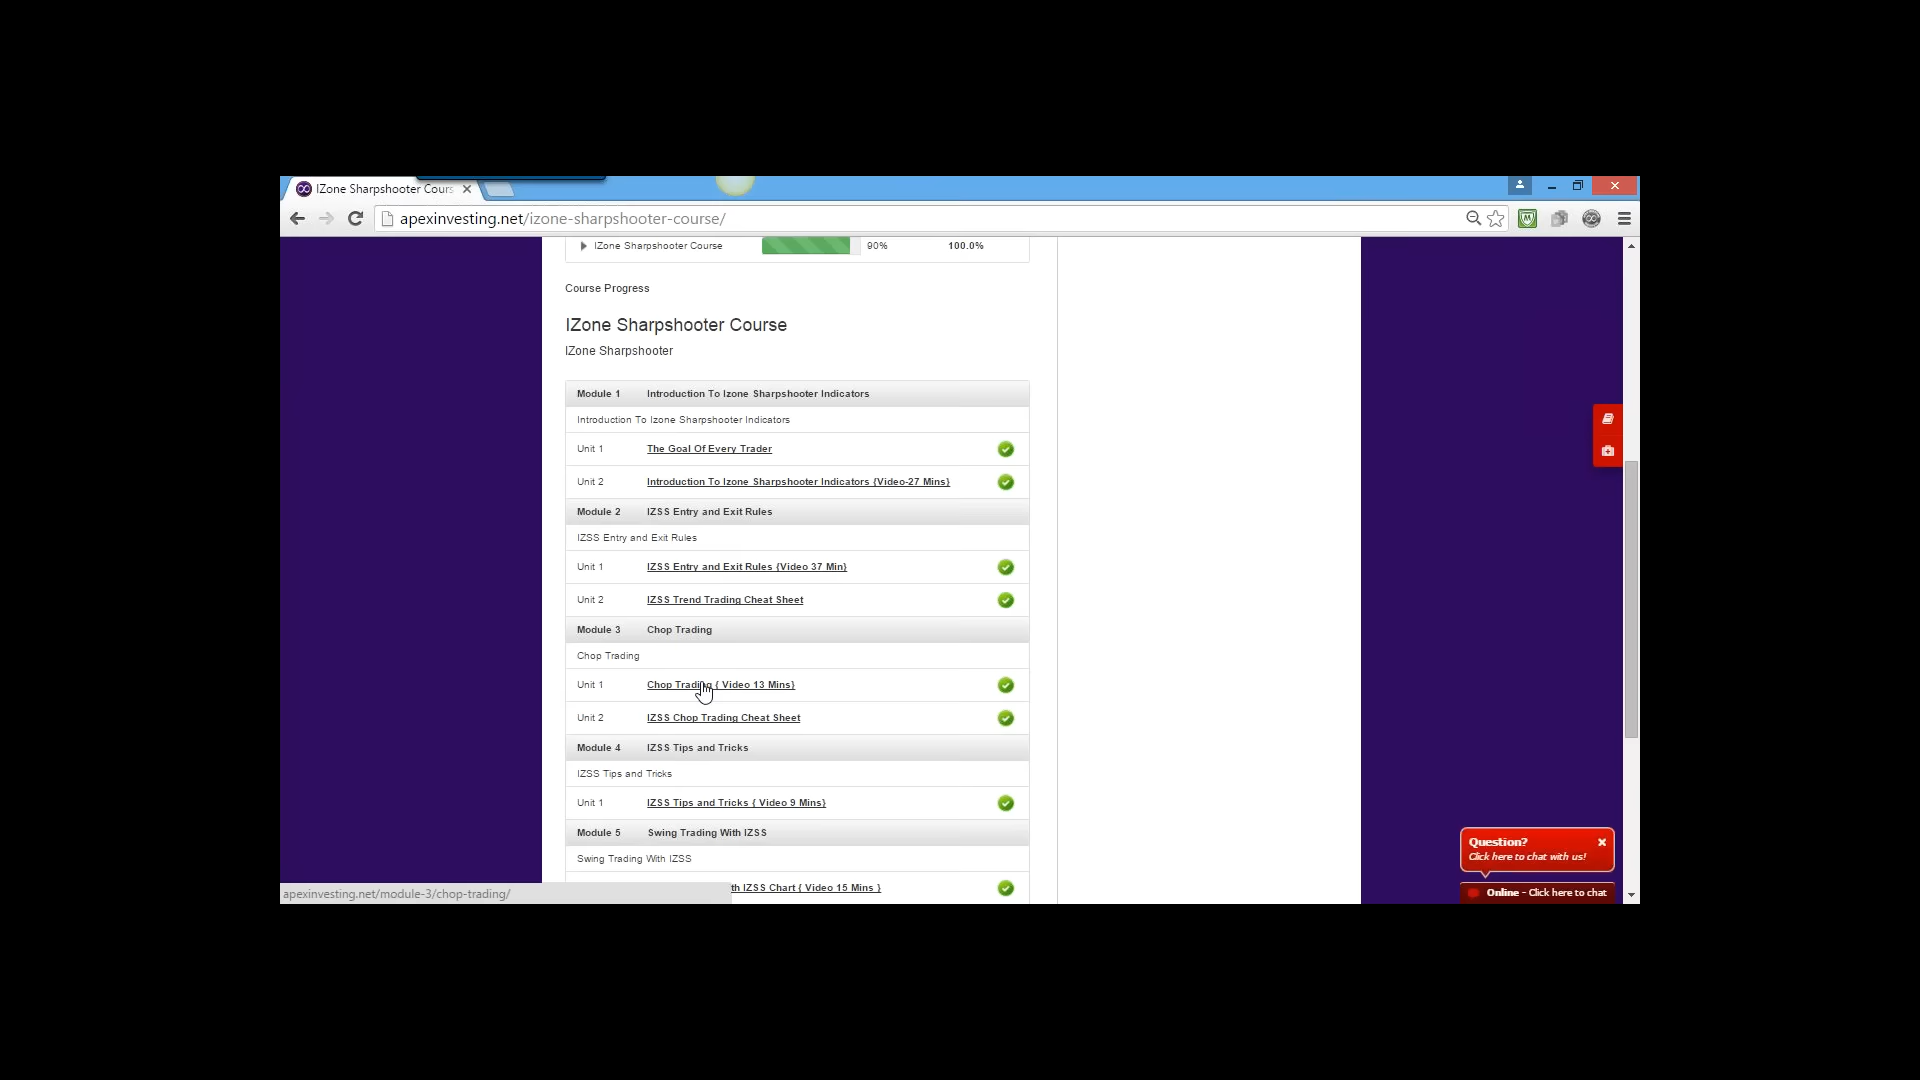 IZone Sharpshooter Cours
apexinvesting.net/izone-sharpshooter-course/
IZone Sharpshooter Course 90% 100.0%
Course Progress
IZone Sharpshooter Course
IZone Sharpshooter
Module 1 Introduction To Izone Sharpshooter Indicators
Introduction To Izone Sharpshooter Indicators
Unit 1 The Goal Of Every Trader
Unit 2 Introduction To Izone Sharpshooter Indicators {Video-27 Mins}
Module 2 IZSS Entry and Exit Rules
IZSS Entry and Exit Rules
Unit 1 IZSS Entry and Exit Rules {Video 37 Min}
Unit 2 IZSS Trend Trading Cheat Sheet
Module 3 Chop Trading
Chop Trading
Unit 1 Chop Trading { Video 13 Mins}
Unit 2 IZSS Chop Trading Cheat Sheet
Module 4 IZSS Tips and Tricks
IZSS Tips and Tricks
Unit 1 IZSS Tips and Tricks { Video 9 Mins}
Module 5 Swing Trading With IZSS
Swing Trading With IZSS
th IZSS Chart { Video 15 Mins }
apexinvesting.net/module-3/chop-trading/
Question?
Click here to chat with us!
Online - Click here to chat